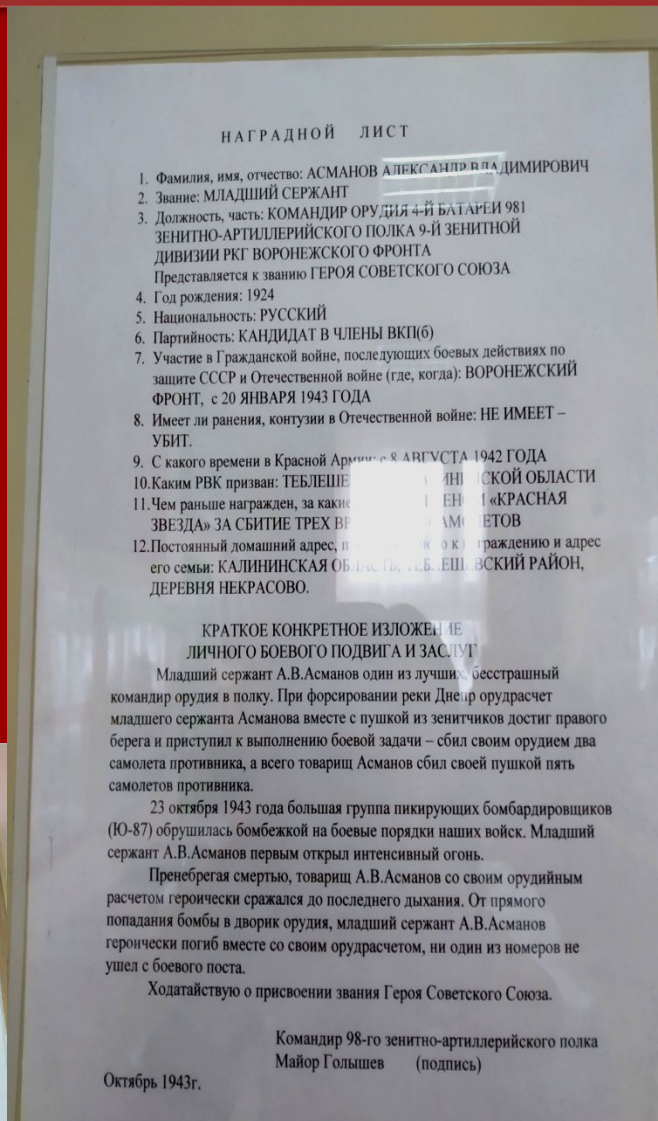 НАГРАДНОЙ ЛИСТ
1. Фамилия, имя, отчество: АСМАНОВ АЛЕКСАНДР ВЛАДИМИРОВИЧ
2. Звание: МЛАДШИЙ СЕРЖАНТ
3. Должность, часть: КОМАНДИР ОРУДИЯ 4-Й БАТАРЕИ 981
ЗЕНИТНО-АРТИЛЛЕРИЙСКОГО ПОЛКА 9-Й ЗЕНИТНОЙ
ДИВИЗИИ РКГ ВОРОНЕЖСКОГО ФРОНТА
Представляется к званию ГЕРОЯ СОВЕТСКОГО СОЮЗА
4. Год рождения: 1924
5. Национальность: РУССКИЙ
6. Партийность: КАНДИДАТ В ЧЛЕНЫ ВКП(б)
7. Участие в Гражданской войне, последующих боевых действиях по
защите СССР и Отечественной войне (где, когда): ВОРОНЕЖСКИЙ
ФРОНТ, с 20 ЯНВАРЯ 1943 ГОДА
8. Имеет ли ранения, контузии в Отечественной войне: НЕ ИМЕЕТ –
УБИТ.
9. С какого времени в Красной Армии: с 8 АВГУСТА 1942 ГОДА
10.Каким РВК призван: ОБЛАСТИ
11.Чем раньше награжден, за «КРАСНАЯ
ЗВЕЗДА» ЗА СБИТИЕ ТРЕХ
12.Постоянный домашний адрес, к награждению и адрес
его семьи: КАЛИНИНСКАЯ ОБЛАСТЬ, ТЕБЛЕШЕВСКИЙ РАЙОН,
ДЕРЕВНЯ НЕКРАСОВО.
КРАТКОЕ КОНКРЕТНОЕ ИЗЛОЖЕНИЕ
ЛИЧНОГО БОЕВОГО ПОДВИГА И ЗАСЛУГ
Младший сержант А.В.Асманов один из лучших, бесстрашный
командир орудия в полку. При форсировании реки Днепр орудрасчет
младшего сержанта Асманова вместе с пушкой из зенитчиков достиг правого
берега и приступил к выполнению боевой задачи – сбил своим орудием два
самолета противника, а всего товарищ Асманов сбил своей пушкой пять
самолетов противника.
23 октября 1943 года большая группа пикирующих бомбардировщиков
(Ю-87) обрушилась бомбежкой на боевые порядки наших войск. Младший
сержант А.В.Асманов первым открыл интенсивный огонь.
Пренебрегая смертью, товарищ А.В.Асманов со своим орудийным
расчетом героически сражался до последнего дыхания. От прямого
попадания бомбы в дворик орудия, младший сержант А.В.Асманов
героически погиб вместе со своим орудрасчетом, ни один из номеров не
ушел с боевого поста.
Ходатайствую о присвоении звания Героя Советского Союза.
Командир 98-го зенитно-артиллерийского полка
Майор Голышев (подпись)
Октябрь 1943г.